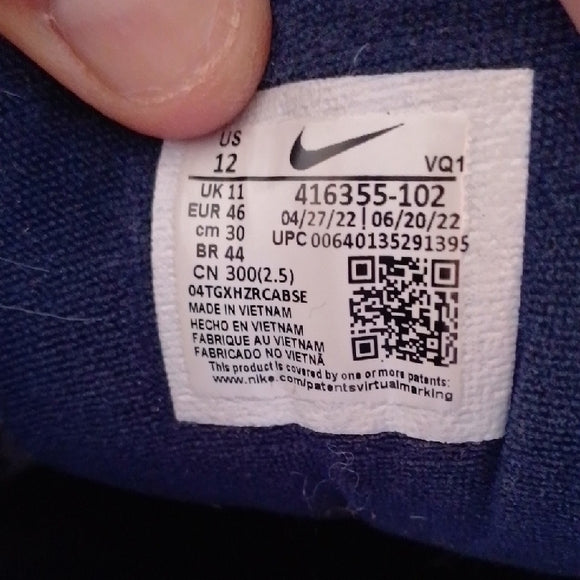 US
12
VQ1
UK 11
416355-102
EUR 46
04/27/22 | 06/20/22
cm 30
UPC 00640135291395
BR 44
CN 300(2.5)
04TGXHZRCABSE
MADE IN VIETNAM
HECHO EN VIETNAM
FABRIQUE AU VIETNAM
FABRICADO NO VIETNÃ
This product is covered by one or more patents:
www.nike.com/patentsvirtualmarking